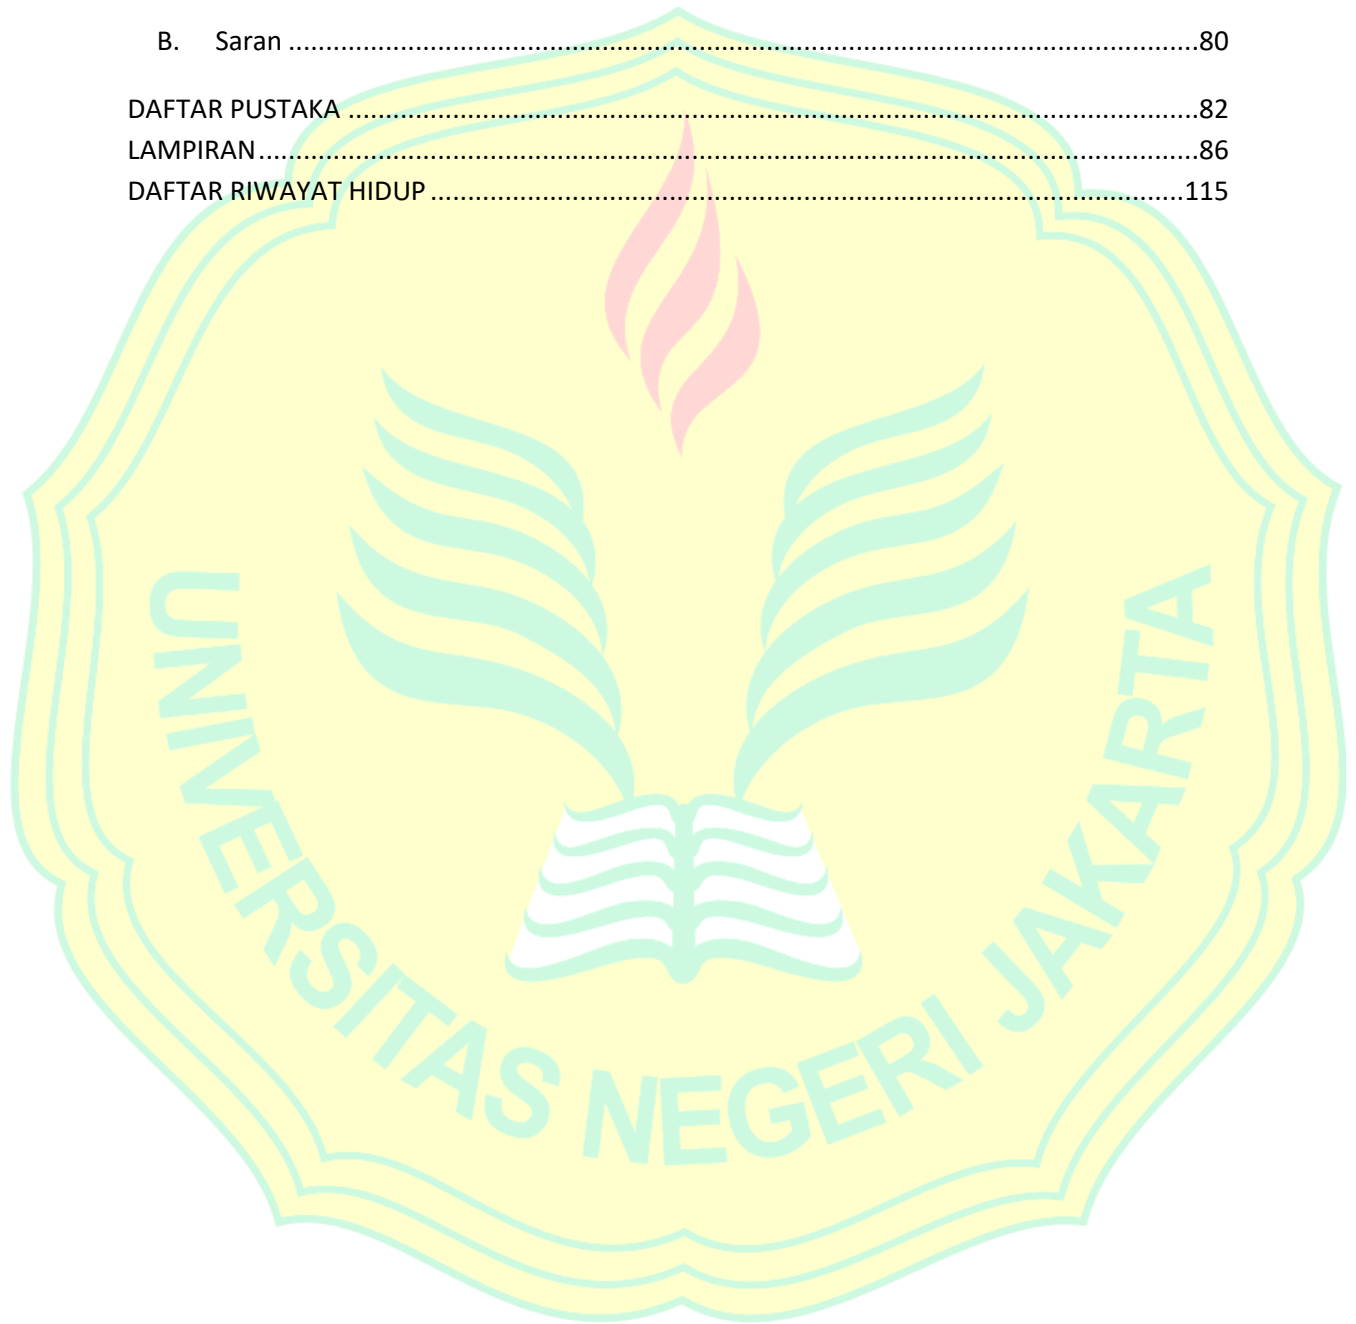 B. Saran ..........................................................................................................................80
DAFTAR PUSTAKA ..................................................................................................................82
LAMPIRAN..............................................................................................................................86
DAFTAR RIWAYAT HIDUP .....................................................................................................115
UNIVERSITAS NEGERI JAKARTA